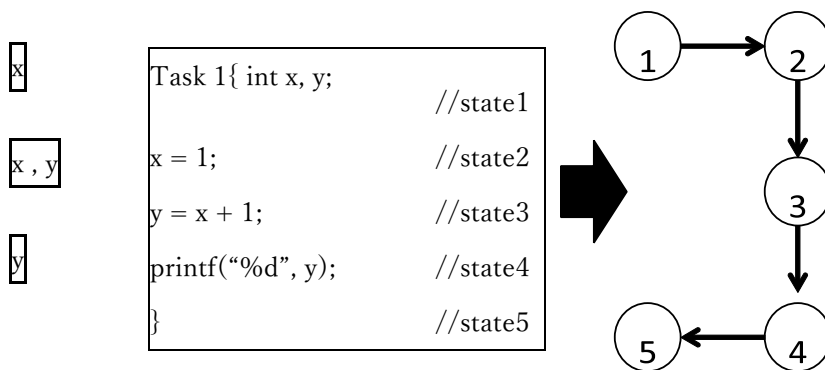 x
x , y
y
Task 1{ int x, y;
//state1
x = 1; //state2
y = x + 1; //state3
printf(“%d”, y); //state4
} //state5
1 2
3
5 4